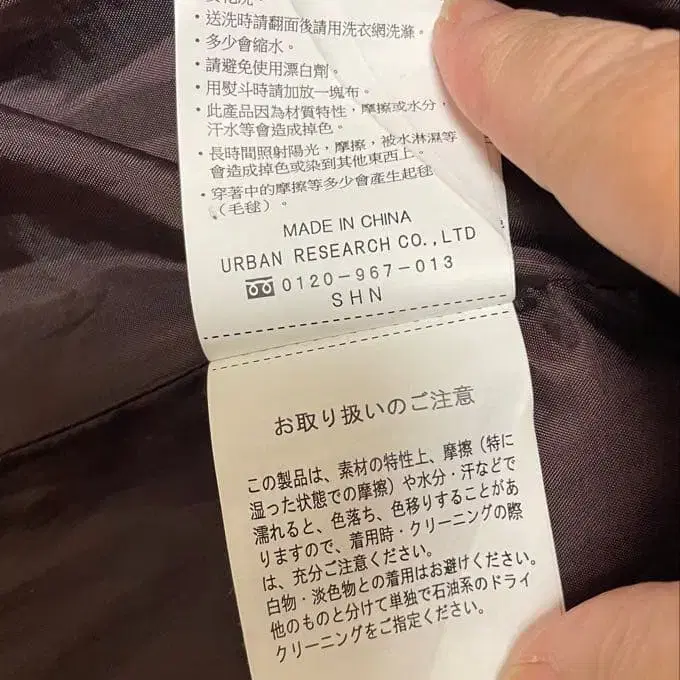 ・送洗時請翻面後請用洗衣網洗滌。
・多少會縮水。
・請避免使用漂白劑。
・用熨斗時請加放一塊布。
・此產品因為材質特性，摩擦或水分，
汗水等會造成掉色。
・長時間照射陽光，摩擦，被水淋濕等
會造成掉色或染到其他東西上。
・穿著中的摩擦等多少會產生起毬
（毛毬）。
MADE IN CHINA
URBAN RESEARCH CO.,LTD
0120-967-013
SHN
お取り扱いのご注意
この製品は、素材の特性上、摩擦（特に
湿った状態での摩擦）や水分・汗などで
濡れると、色落ち、色移りすることがあ
りますので、着用時・クリーニングの際
は、充分ご注意ください。
白物・淡色物との着用はお避けください。
他のものと分けて単独で石油系のドライ
クリーニングをご指定ください。